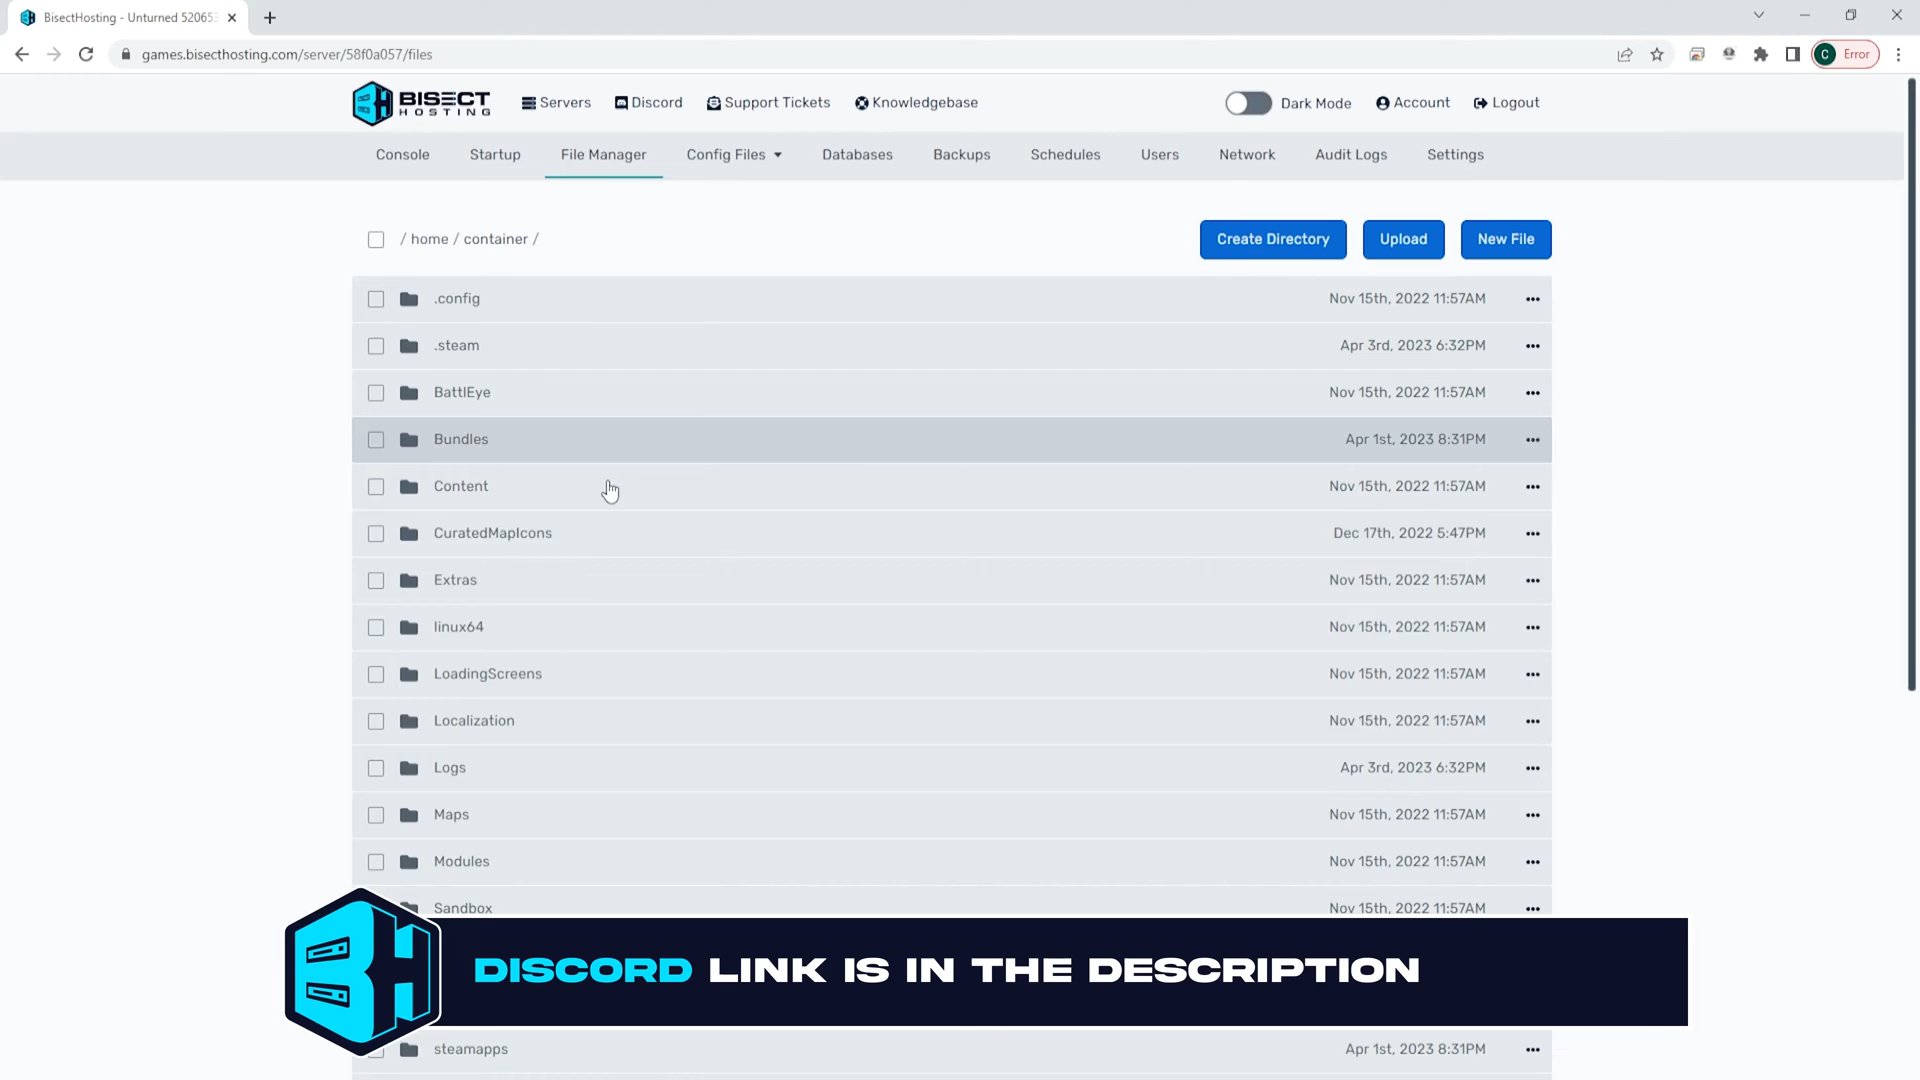 BisectHosting - Unturned 52065
games.bisecthosting.com/server/58f0a057/files
C Error
BISECT HOSTING
Servers Discord Support Tickets Knowledgebase Dark Mode Account Logout
Console Startup File Manager Config Files Databases Backups Schedules Users Network Audit Logs Settings
/ home / container / Create Directory Upload New File
.config Nov 15th, 2022 11:57AM
.steam Apr 3rd, 2023 6:32PM
BattlEye Nov 15th, 2022 11:57AM
Bundles Apr 1st, 2023 8:31PM
Content Nov 15th, 2022 11:57AM
CuratedMapIcons Dec 17th, 2022 5:47PM
Extras Nov 15th, 2022 11:57AM
linux64 Nov 15th, 2022 11:57AM
LoadingScreens Nov 15th, 2022 11:57AM
Localization Nov 15th, 2022 11:57AM
Logs Apr 3rd, 2023 6:32PM
Maps Nov 15th, 2022 11:57AM
Modules Nov 15th, 2022 11:57AM
Sandbox Nov 15th, 2022 11:57AM
DISCORD LINK IS IN THE DESCRIPTION
steamapps Apr 1st, 2023 8:31PM